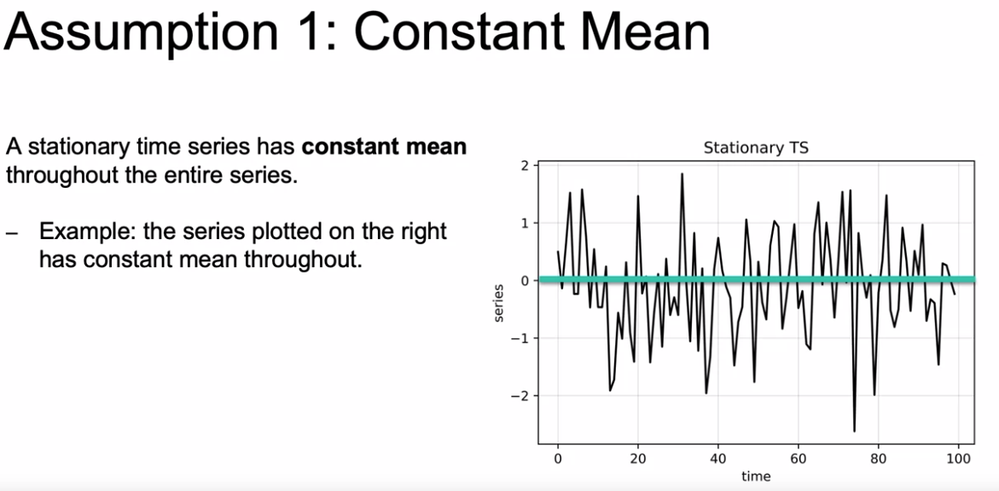 Assumption 1: Constant Mean
A stationary time series has constant mean
throughout the entire series.
– Example: the series plotted on the right
has constant mean throughout.
Stationary TS
2
1
0
−1
−2
series
0 20 40 60 80 100
time